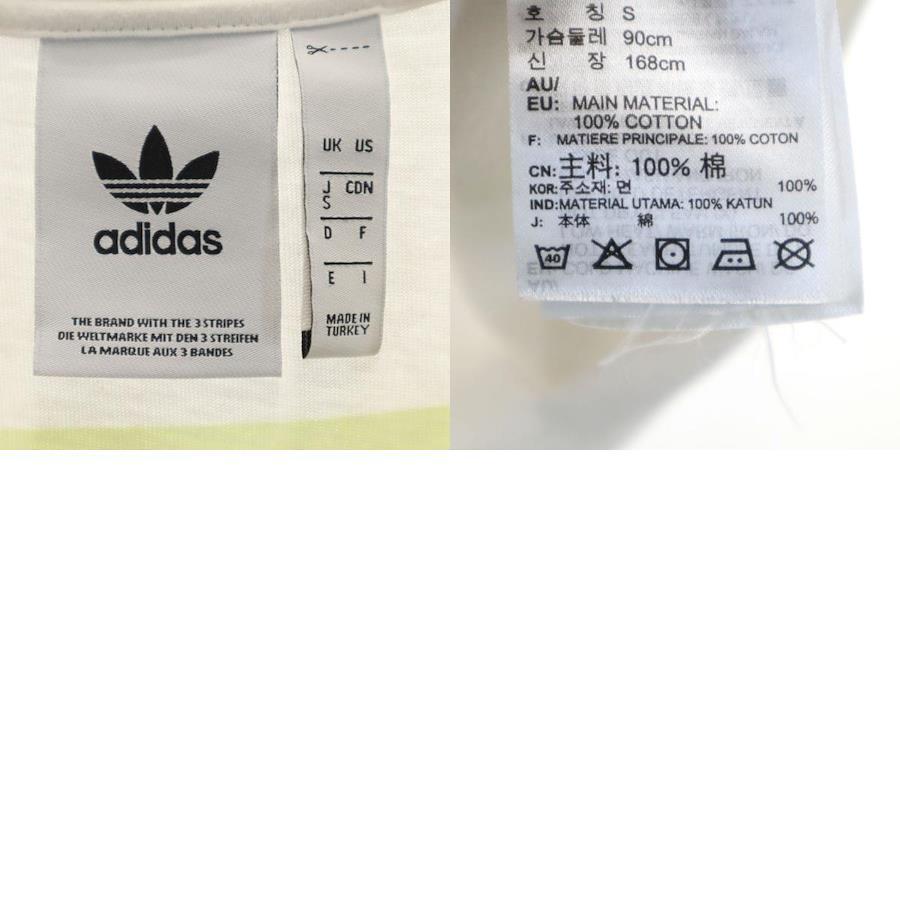 adidas
THE BRAND WITH THE 3 STRIPES
DIE WELTMARKE MIT DEN 3 STREIFEN
LA MARQUE AUX 3 BANDES
UK US
J CDN
S
D F
E I
MADE IN
TURKEY
호 칭 S
가슴둘레 90cm
신 장 168cm
AU/
EU: MAIN MATERIAL:
100% COTTON
F: MATIERE PRINCIPALE: 100% COTON
CN: 主料: 100% 棉
KOR: 주소재: 면 100%
IND: MATERIAL UTAMA: 100% KATUN
J: 本体 綿 100%
40